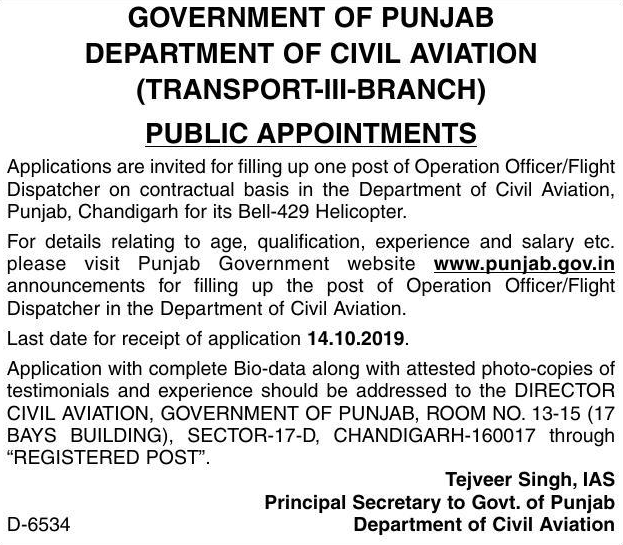 GOVERNMENT OF PUNJAB
DEPARTMENT OF CIVIL AVIATION
(TRANSPORT-III-BRANCH)
PUBLIC APPOINTMENTS
Applications are invited for filling up one post of Operation Officer/Flight
Dispatcher on contractual basis in the Department of Civil Aviation,
Punjab, Chandigarh for its Bell-429 Helicopter.
For details relating to age, qualification, experience and salary etc.
please visit Punjab Government website www.punjab.gov.in
announcements for filling up the post of Operation Officer/Flight
Dispatcher in the Department of Civil Aviation.
Last date for receipt of application 14.10.2019.
Application with complete Bio-data along with attested photo-copies of
testimonials and experience should be addressed to the DIRECTOR
CIVIL AVIATION, GOVERNMENT OF PUNJAB, ROOM NO. 13-15 (17
BAYS BUILDING), SECTOR-17-D, CHANDIGARH-160017 through
“REGISTERED POST”.
Tejveer Singh, IAS
Principal Secretary to Govt. of Punjab
D-6534 Department of Civil Aviation